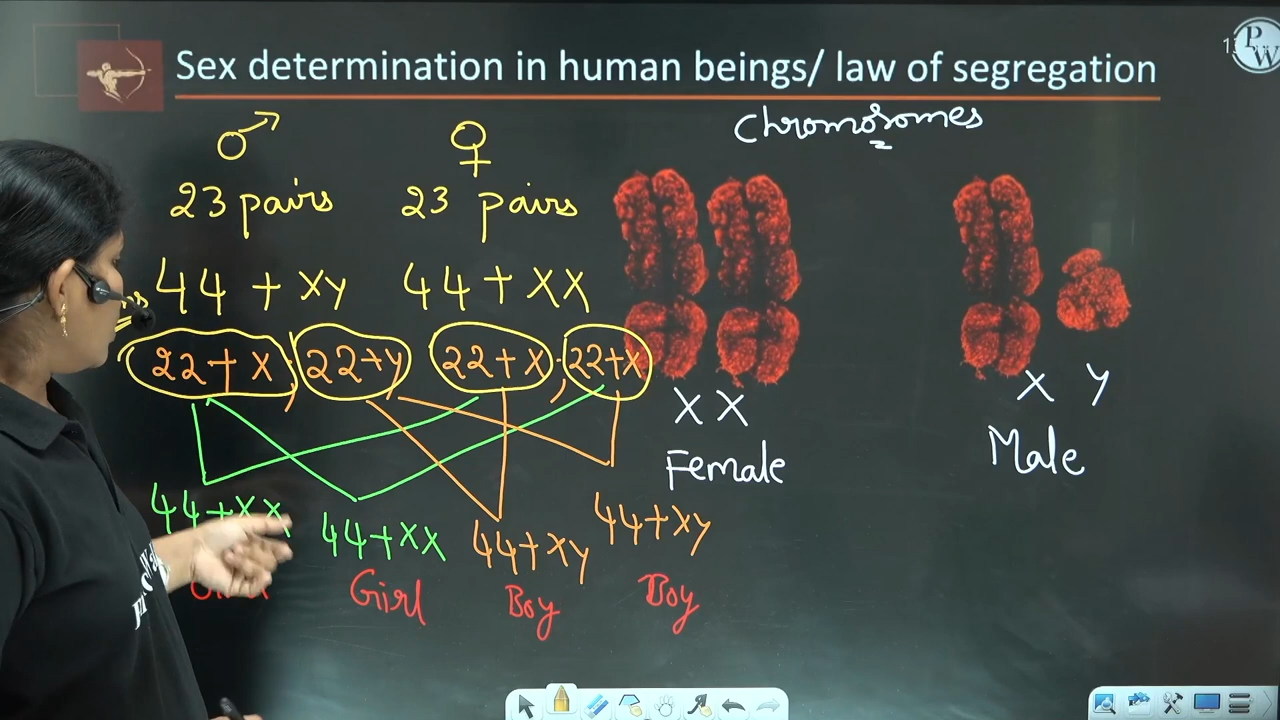 Sex determination in human beings/ law of segregation
PW
Chromosomes
♂ ♀
23 pairs 23 pairs
44 + xy 44 + XX
22 + X, 22+y 22 + X, 22+X
X X X Y
Female Male
44+XX 44+XX 44+xy 44+xy
Girl Boy Boy